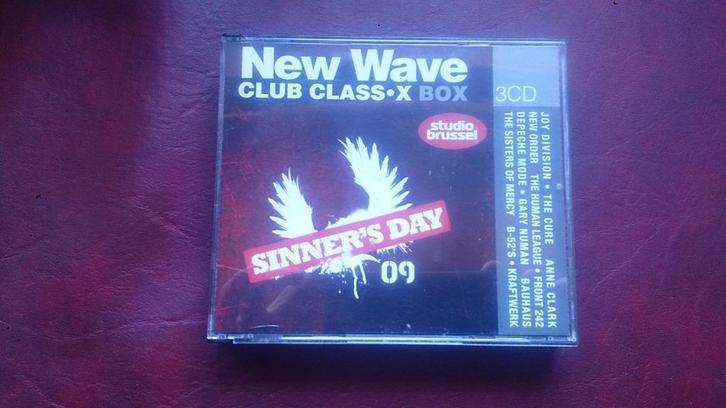 New Wave
CLUB CLASS•X BOX
3CD
studio
brussel
SINNER'S DAY
09
JOY DIVISION • THE CURE ANNE CLARK
NEW ORDER THE HUMAN LEAGUE • FRONT 242
DEPECHE MODE • GARY NUMAN BAUHAUS
THE SISTERS OF MERCY B-52'S • KRAFTWERK